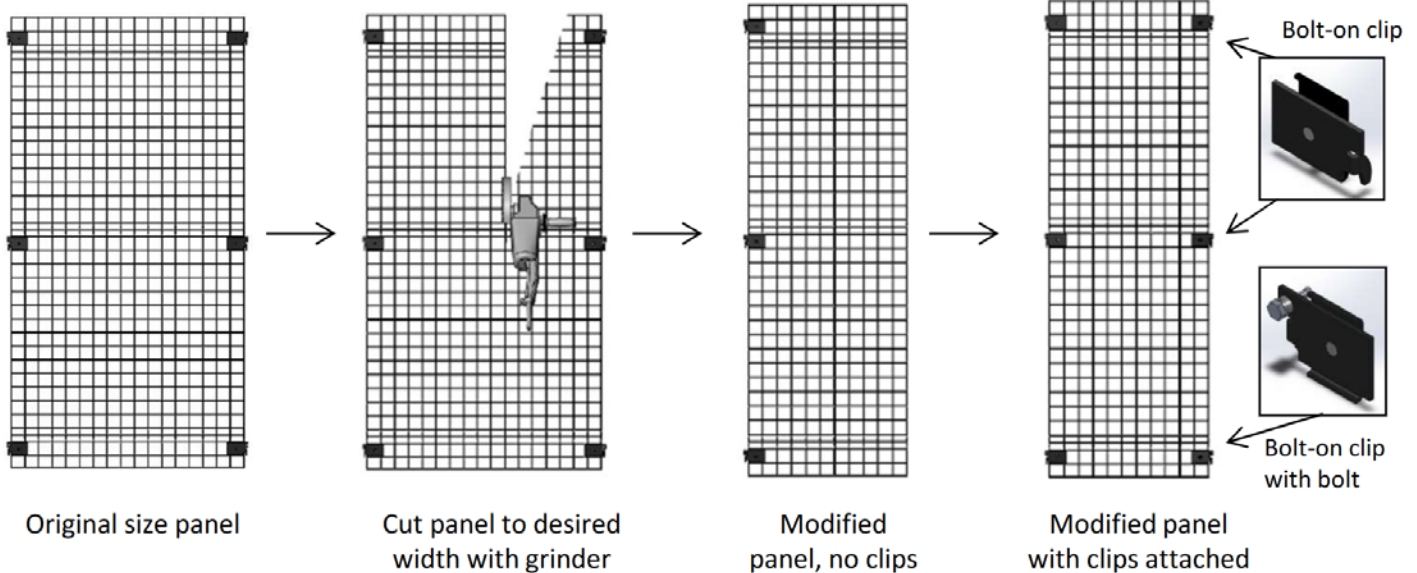 Bolt-on clip
Bolt-on clip
with bolt
Original size panel
Cut panel to desired
width with grinder
Modified
panel, no clips
Modified panel
with clips attached